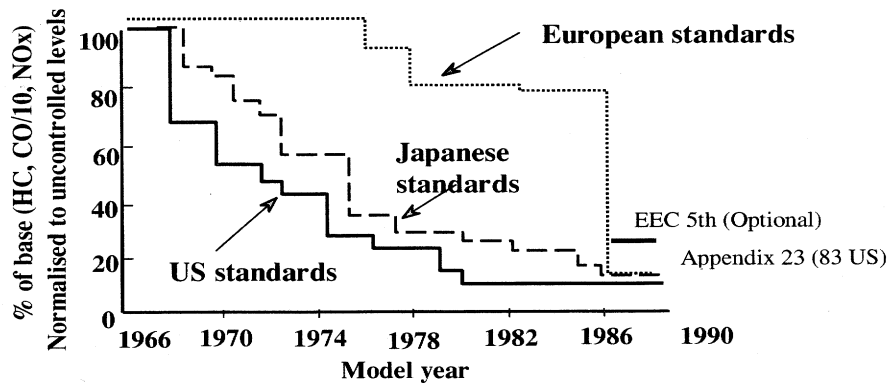 % of base (HC, CO/10, NOx)
Normalised to uncontrolled levels
100
80
60
40
20
0
European standards
Japanese
standards
US standards
EEC 5th (Optional)
Appendix 23 (83 US)
1966 1970 1974 1978 1982 1986 1990
Model year